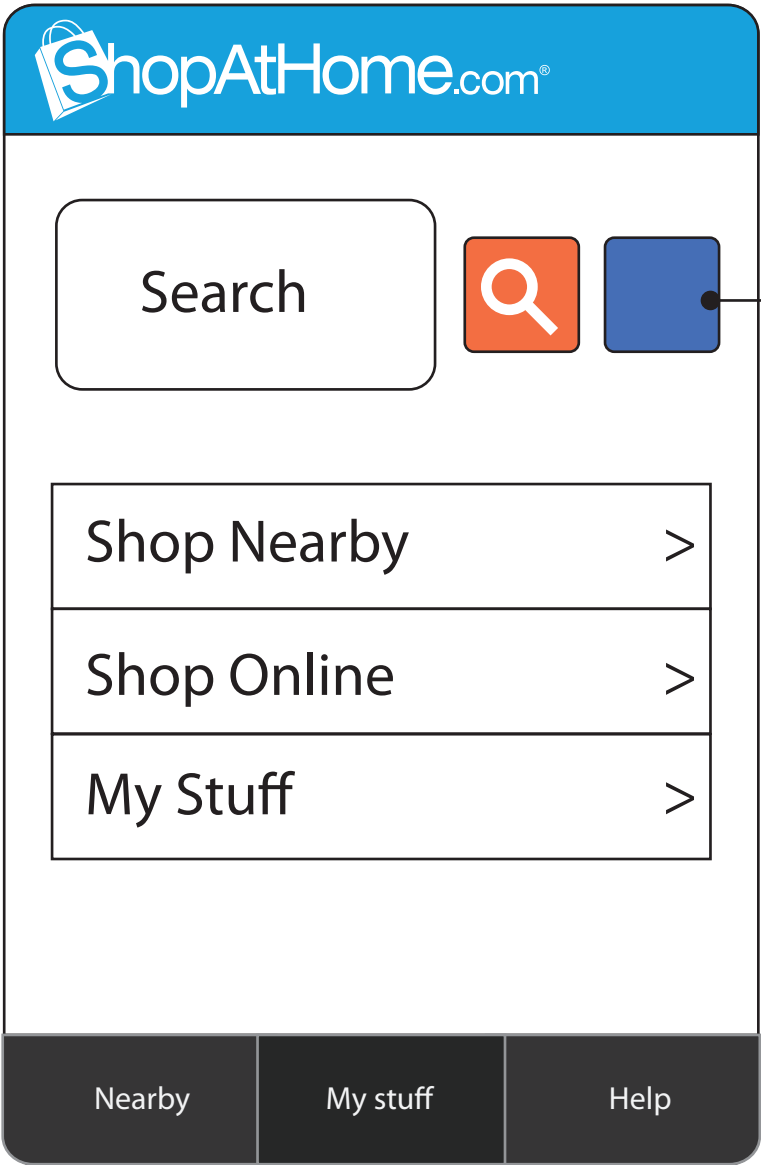 ShopAtHome.com®
Search
Shop Nearby >
Shop Online >
My Stuff >
Nearby My stuff Help